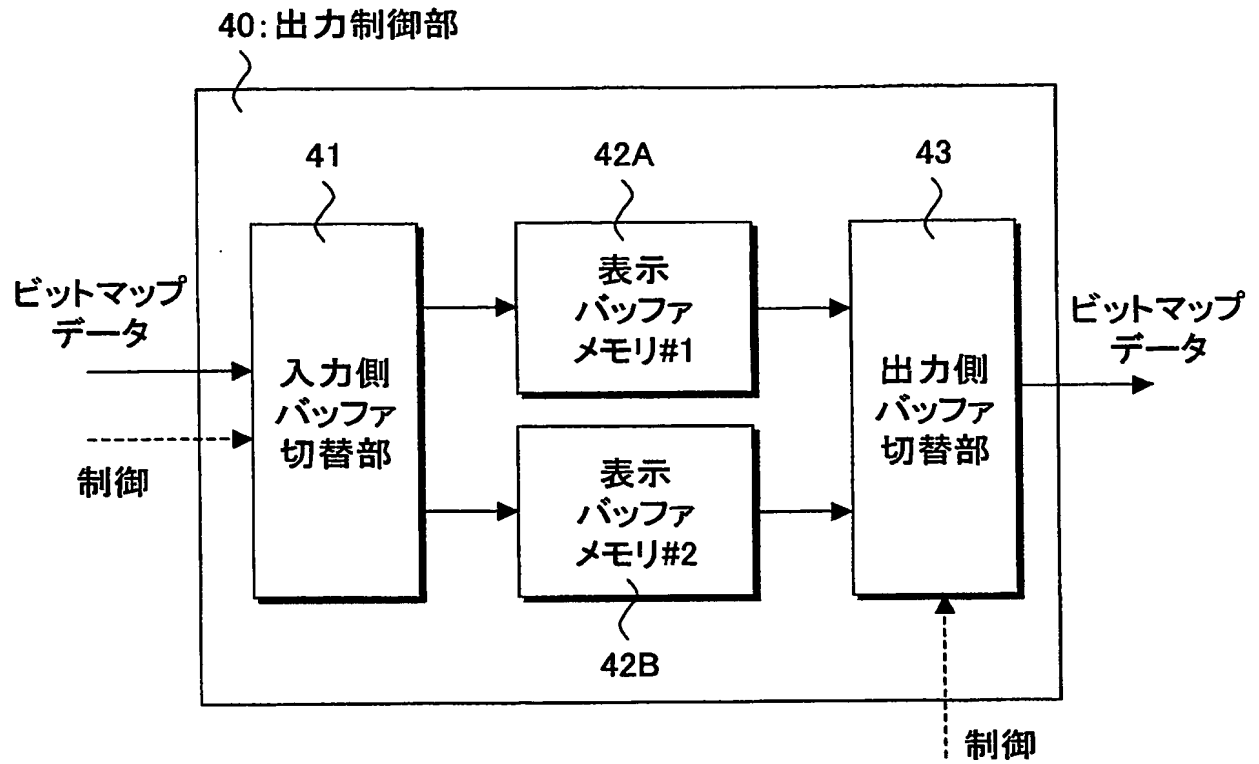 40:出力制御部
41
42A
43
ビットマップ
データ
制御
入力側
バッファ
切替部
表示
バッファ
メモリ#1
表示
バッファ
メモリ#2
42B
出力側
バッファ
切替部
ビットマップ
データ
制御